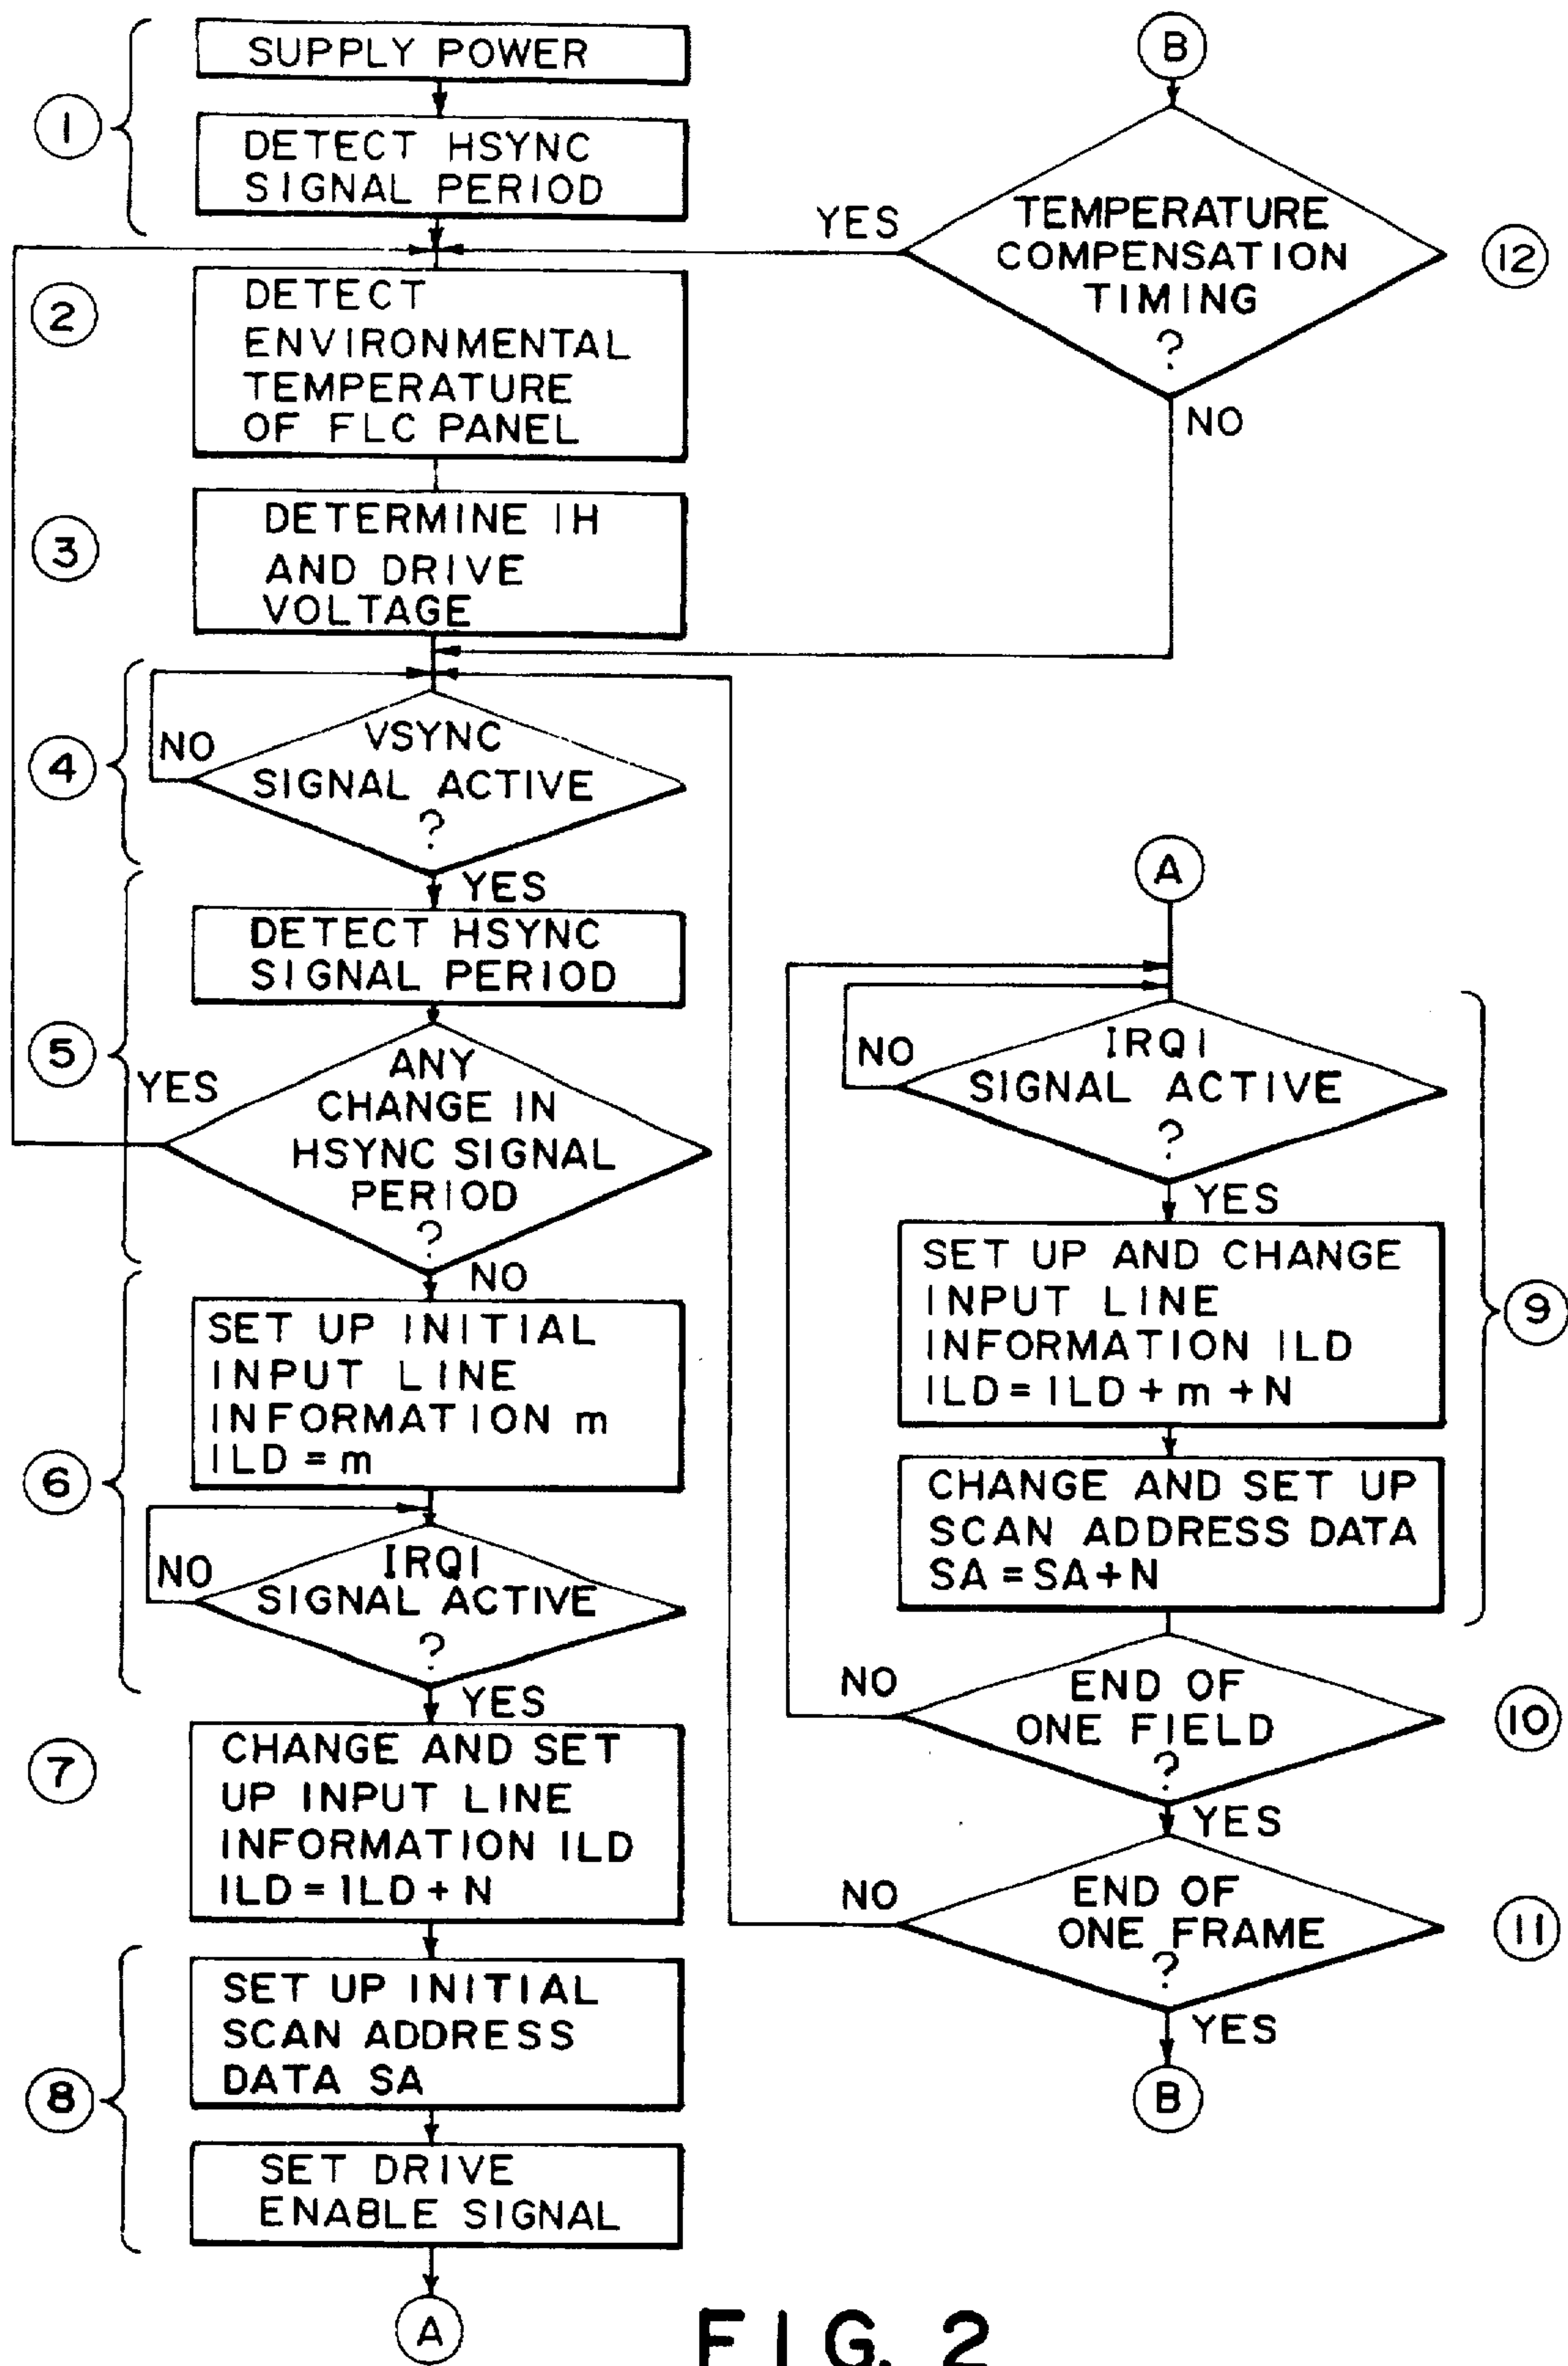 1
SUPPLY POWER
DETECT HSYNC
SIGNAL PERIOD
2
DETECT
ENVIRONMENTAL
TEMPERATURE
OF FLC PANEL
3
DETERMINE 1H
AND DRIVE
VOLTAGE
4
NO
VSYNC
SIGNAL ACTIVE
?
YES
5
DETECT HSYNC
SIGNAL PERIOD
YES
ANY
CHANGE IN
HSYNC SIGNAL
PERIOD
?
NO
6
SET UP INITIAL
INPUT LINE
INFORMATION m
ILD = m
NO
IRQ1
SIGNAL ACTIVE
?
YES
7
CHANGE AND SET
UP INPUT LINE
INFORMATION ILD
ILD = ILD + N
8
SET UP INITIAL
SCAN ADDRESS
DATA SA
SET DRIVE
ENABLE SIGNAL
A
B
YES
TEMPERATURE
COMPENSATION
TIMING
?
12
NO
A
NO
IRQ1
SIGNAL ACTIVE
?
YES
SET UP AND CHANGE
INPUT LINE
INFORMATION ILD
ILD = ILD + m + N
9
CHANGE AND SET UP
SCAN ADDRESS DATA
SA = SA + N
NO
END OF
ONE FIELD
?
10
YES
NO
END OF
ONE FRAME
?
11
YES
B
FIG. 2